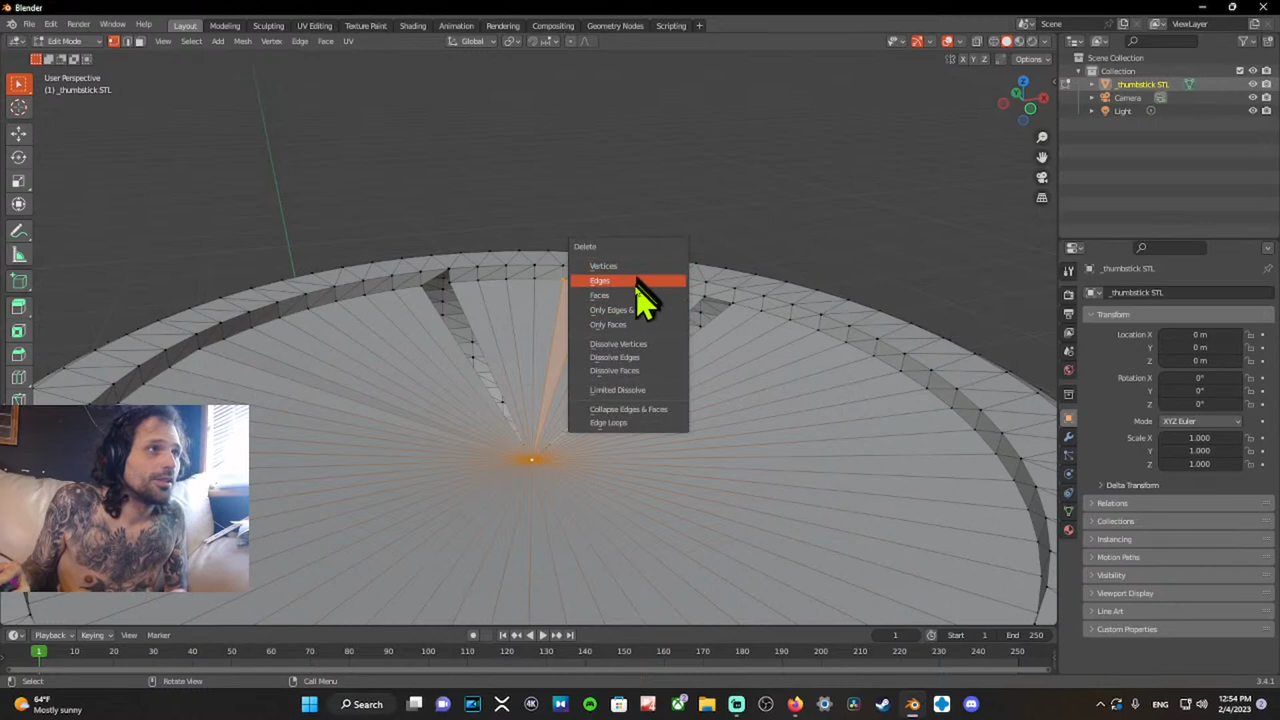 Blender
File Edit Render Window Help Layout Modeling Sculpting UV Editing Texture Paint Shading Animation Rendering Compositing Geometry Nodes Scripting + Scene ViewLayer
Edit Mode View Select Add Mesh Vertex Edge Face UV Global
X Y Z Options
User Perspective
(1) _thumbstick STL
Z
X
Y
Delete
Vertices
Edges
Faces
Only Edges &
Only Faces
Dissolve Vertices
Dissolve Edges
Dissolve Faces
Limited Dissolve
Collapse Edges & Faces
Edge Loops
Scene Collection
Collection
_thumbstick STL
Camera
Light
_thumbstick STL
_thumbstick STL
Transform
Location X 0 m
Y 0 m
Z 0 m
Rotation X 0°
Y 0°
Z 0°
Mode XYZ Euler
Scale X 1.000
Y 1.000
Z 1.000
Delta Transform
Relations
Collections
Instancing
Motion Paths
Visibility
Viewport Display
Line Art
Custom Properties
Playback Keying View Marker 1 Start 1 End 250
1 10 20 30 40 50 60 70 80 90 100 110 120 130 140 150 160 170 180 190 200 210 220 230 240 250
Select Rotate View Call Menu 3.4.1
64°F
Mostly sunny
Search
4K
2
ENG
12:54 PM
2/4/2023